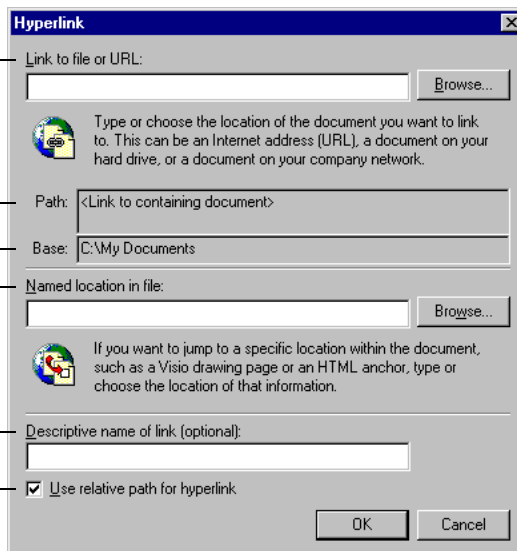 Hyperlink
Link to file or URL:
Browse...
Type or choose the location of the document you want to link
to. This can be an Internet address (URL), a document on your
hard drive, or a document on your company network.
Path: <Link to containing document>
Base: C:\My Documents
Named location in file:
Browse...
If you want to jump to a specific location within the document,
such as a Visio drawing page or an HTML anchor, type or
choose the location of that information.
Descriptive name of link (optional):
Use relative path for hyperlink
OK Cancel